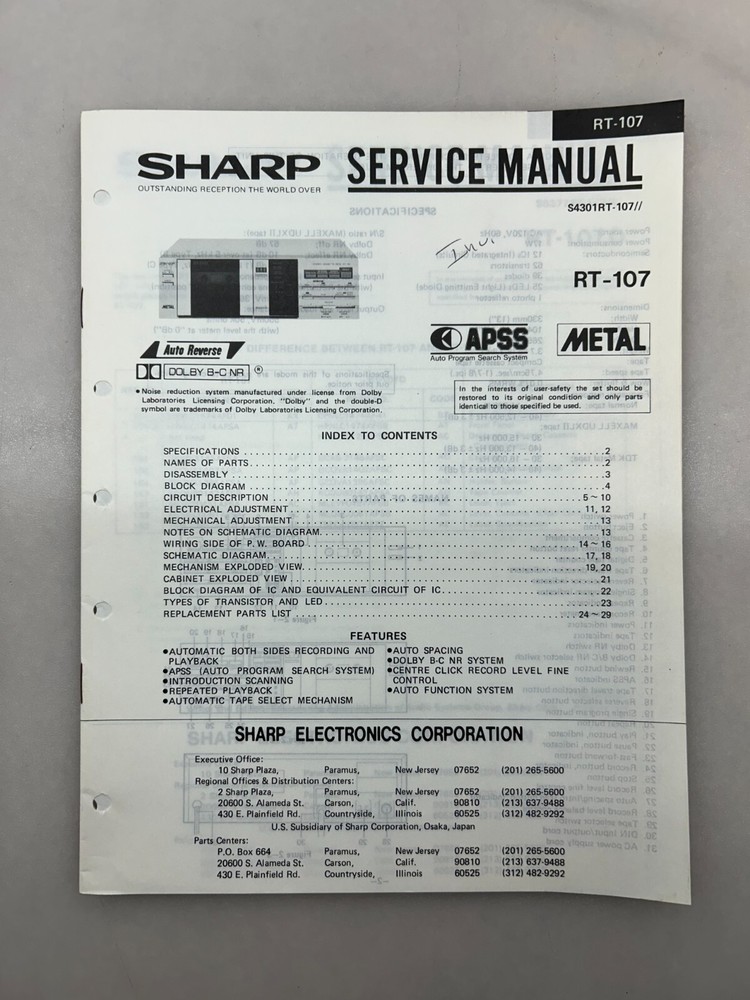 RT-107
SHARP SERVICE MANUAL
OUTSTANDING RECEPTION THE WORLD OVER
S4301RT-107//
RT-107
METAL
Auto Reverse
APSS
METAL
Auto Program Search System
DOLBY B-C NR ®
• Noise reduction system manufactured under license from Dolby
Laboratories Licensing Corporation. "Dolby" and the double-D
symbol are trademarks of Dolby Laboratories Licensing Corporation.
In the interests of user-safety the set should be
restored to its original condition and only parts
identical to those specified be used.
INDEX TO CONTENTS
SPECIFICATIONS . . . 2
NAMES OF PARTS . . . 2
DISASSEMBLY . . . 3
BLOCK DIAGRAM . . . 4
CIRCUIT DESCRIPTION . . . 5 ~ 10
ELECTRICAL ADJUSTMENT . . . 11, 12
MECHANICAL ADJUSTMENT . . . 13
NOTES ON SCHEMATIC DIAGRAM. . . . 13
WIRING SIDE OF P. W. BOARD . . . 14 ~ 16
SCHEMATIC DIAGRAM. . . . 17, 18
MECHANISM EXPLODED VIEW. . . . 19, 20
CABINET EXPLODED VIEW . . . 21
BLOCK DIAGRAM OF IC AND EQUIVALENT CIRCUIT OF IC. . . . 22
TYPES OF TRANSISTOR AND LED. . . . 23
REPLACEMENT PARTS LIST . . . 24 ~ 29
FEATURES
●AUTOMATIC BOTH SIDES RECORDING AND
PLAYBACK
●APSS (AUTO PROGRAM SEARCH SYSTEM)
●INTRODUCTION SCANNING
●REPEATED PLAYBACK
●AUTOMATIC TAPE SELECT MECHANISM
●AUTO SPACING
●DOLBY B-C NR SYSTEM
●CENTRE CLICK RECORD LEVEL FINE
CONTROL
●AUTO FUNCTION SYSTEM
SHARP ELECTRONICS CORPORATION
Executive Office:
10 Sharp Plaza, Paramus, New Jersey 07652 (201) 265-5600
Regional Offices & Distribution Centers:
2 Sharp Plaza, Paramus, New Jersey 07652 (201) 265-5600
20600 S. Alameda St. Carson, Calif. 90810 (213) 637-9488
430 E. Plainfield Rd. Countryside, Illinois 60525 (312) 482-9292
U.S. Subsidiary of Sharp Corporation, Osaka, Japan
Parts Centers:
P.O. Box 664 Paramus, New Jersey 07652 (201) 265-5600
20600 S. Alameda St. Carson, Calif. 90810 (213) 637-9488
430 E. Plainfield Rd. Countryside, Illinois 60525 (312) 482-9292